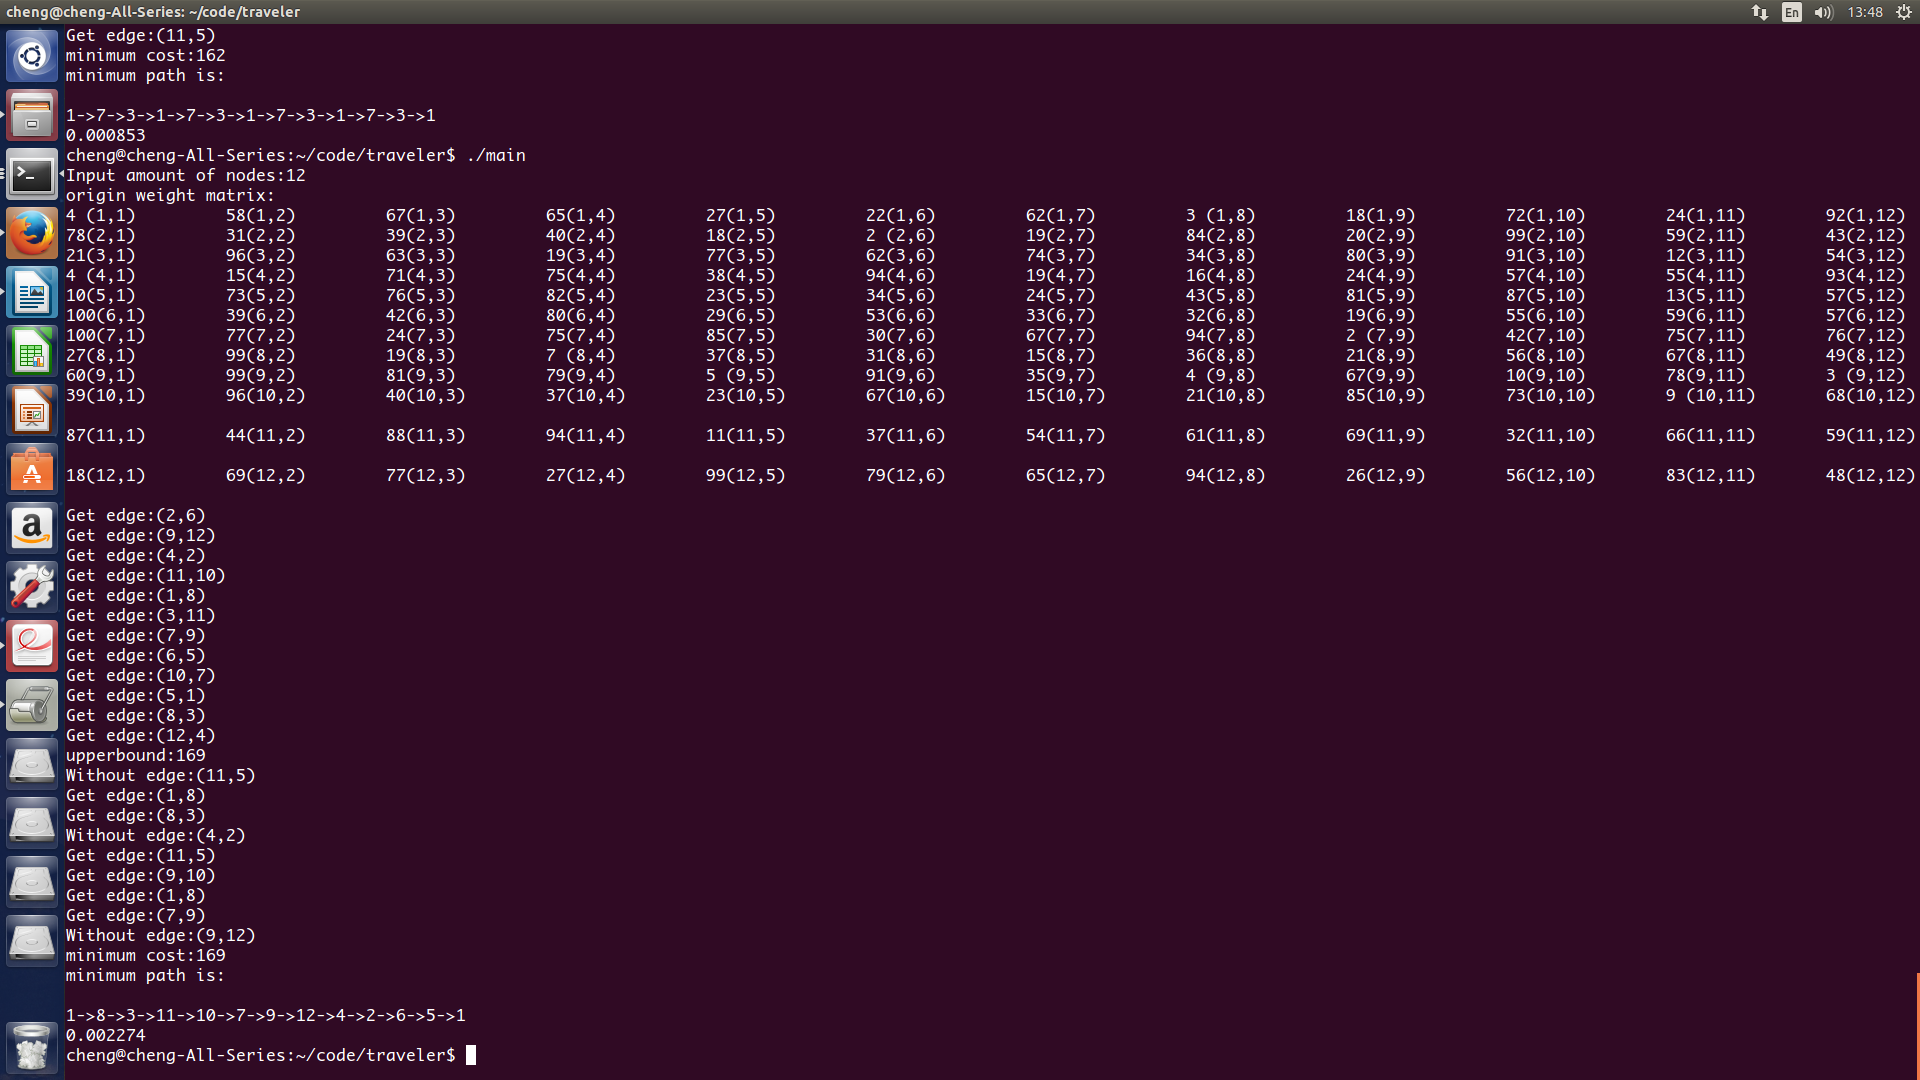 cheng@cheng-All-Series: ~/code/traveler
En 13:48
Get edge:(11,5)
minimum cost:162
minimum path is:
1->7->3->1->7->3->1->7->3->1->7->3->1
0.000853
cheng@cheng-All-Series:~/code/traveler$ ./main
Input amount of nodes:12
origin weight matrix:
4 (1,1) 58(1,2) 67(1,3) 65(1,4) 27(1,5) 22(1,6) 62(1,7) 3 (1,8) 18(1,9) 72(1,10) 24(1,11) 92(1,12)
78(2,1) 31(2,2) 39(2,3) 40(2,4) 18(2,5) 2 (2,6) 19(2,7) 84(2,8) 20(2,9) 99(2,10) 59(2,11) 43(2,12)
21(3,1) 96(3,2) 63(3,3) 19(3,4) 77(3,5) 62(3,6) 74(3,7) 34(3,8) 80(3,9) 91(3,10) 12(3,11) 54(3,12)
4 (4,1) 15(4,2) 71(4,3) 75(4,4) 38(4,5) 94(4,6) 19(4,7) 16(4,8) 24(4,9) 57(4,10) 55(4,11) 93(4,12)
10(5,1) 73(5,2) 76(5,3) 82(5,4) 23(5,5) 34(5,6) 24(5,7) 43(5,8) 81(5,9) 87(5,10) 13(5,11) 57(5,12)
100(6,1) 39(6,2) 42(6,3) 80(6,4) 29(6,5) 53(6,6) 33(6,7) 32(6,8) 19(6,9) 55(6,10) 59(6,11) 57(6,12)
100(7,1) 77(7,2) 24(7,3) 75(7,4) 85(7,5) 30(7,6) 67(7,7) 94(7,8) 2 (7,9) 42(7,10) 75(7,11) 76(7,12)
27(8,1) 99(8,2) 19(8,3) 7 (8,4) 37(8,5) 31(8,6) 15(8,7) 36(8,8) 21(8,9) 56(8,10) 67(8,11) 49(8,12)
60(9,1) 99(9,2) 81(9,3) 79(9,4) 5 (9,5) 91(9,6) 35(9,7) 4 (9,8) 67(9,9) 10(9,10) 78(9,11) 3 (9,12)
39(10,1) 96(10,2) 40(10,3) 37(10,4) 23(10,5) 67(10,6) 15(10,7) 21(10,8) 85(10,9) 73(10,10) 9 (10,11) 68(10,12)
87(11,1) 44(11,2) 88(11,3) 94(11,4) 11(11,5) 37(11,6) 54(11,7) 61(11,8) 69(11,9) 32(11,10) 66(11,11) 59(11,12)
18(12,1) 69(12,2) 77(12,3) 27(12,4) 99(12,5) 79(12,6) 65(12,7) 94(12,8) 26(12,9) 56(12,10) 83(12,11) 48(12,12)
Get edge:(2,6)
Get edge:(9,12)
Get edge:(4,2)
Get edge:(11,10)
Get edge:(1,8)
Get edge:(3,11)
Get edge:(7,9)
Get edge:(6,5)
Get edge:(10,7)
Get edge:(5,1)
Get edge:(8,3)
Get edge:(12,4)
upperbound:169
Without edge:(11,5)
Get edge:(1,8)
Get edge:(8,3)
Without edge:(4,2)
Get edge:(11,5)
Get edge:(9,10)
Get edge:(1,8)
Get edge:(7,9)
Without edge:(9,12)
minimum cost:169
minimum path is:
1->8->3->11->10->7->9->12->4->2->6->5->1
0.002274
cheng@cheng-All-Series:~/code/traveler$